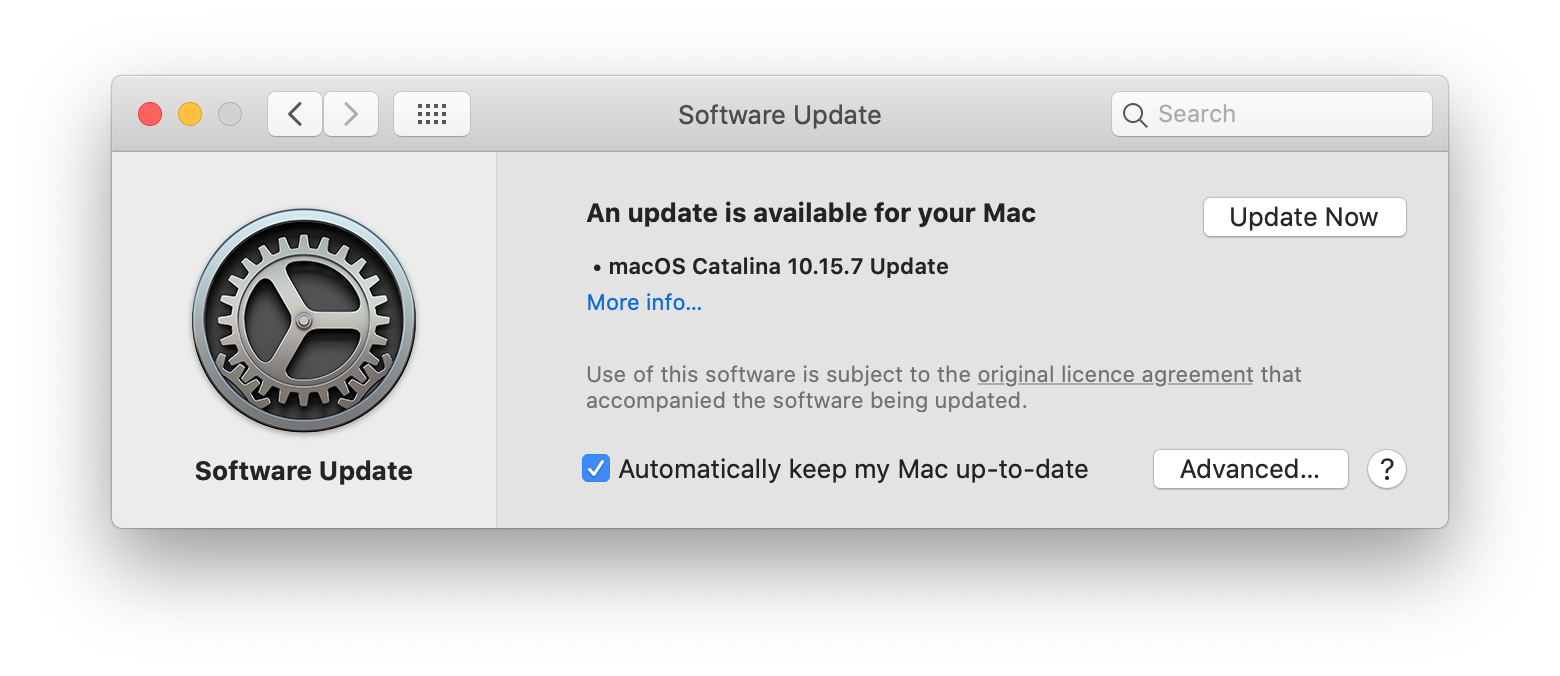 Software Update
Search
An update is available for your Mac
Update Now
• macOS Catalina 10.15.7 Update
More info...
Use of this software is subject to the original licence agreement that
accompanied the software being updated.
Software Update
Automatically keep my Mac up-to-date
Advanced...
?